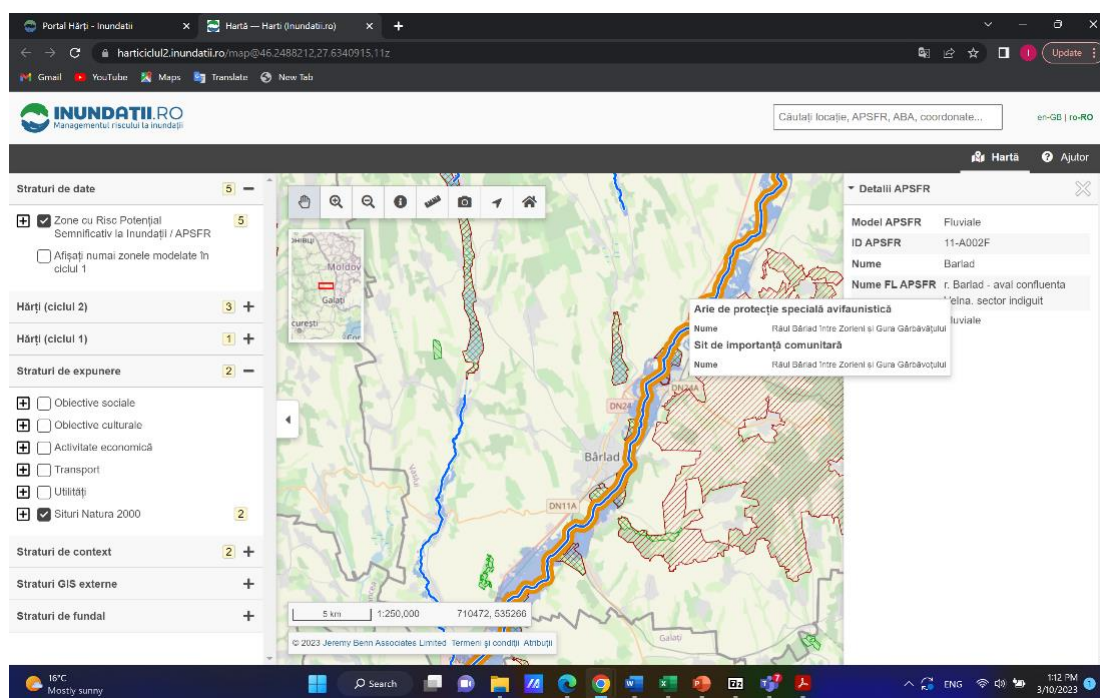 Portal Hărți - Inundatii
Hartă — Harti (Inundatii.ro)
harticiclul2.inundatii.ro/map@46.2488212,27.6340915,11z
Update
Gmail
YouTube
Maps
Translate
New Tab
INUNDAȚII.RO
Managementul riscului la inundații
Căutați locație, APSFR, ABA, coordonate...
en-GB | ro-RO
Hartă
Ajutor
Straturi de date 5
Zone cu Risc Potențial 5
Semnificativ la Inundații / APSFR
Afișați numai zonele modelate în
ciclul 1
Hărți (ciclul 2) 3
Hărți (ciclul 1) 1
Straturi de expunere 2
Obiective sociale
Obiective culturale
Activitate economică
Transport
Utilități
Situri Natura 2000 2
Straturi de context 2
Straturi GIS externe
Straturi de fundal
Moldov
Galați
curești
Vaslui
DN24
DN24A
Bârlad
DN11A
Galați
5 km 1:250,000 710472, 535266
© 2023 Jeremy Benn Associates Limited Termeni și condiții Atribuții
Detalii APSFR
Model APSFR Fluviale
ID APSFR 11-A002F
Nume Barlad
Nume FL APSFR r. Barlad - aval confluenta
sector indiguit
Fluviale
Arie de protecție specială avifaunistică
Nume Râul Bârlad între Zorleni și Gura Gârbăvățului
Sit de importanță comunitară
Nume Râul Bârlad între Zorleni și Gura Gârbăvoțului
16°C
Mostly sunny
Search
ENG
1:12 PM
3/10/2023